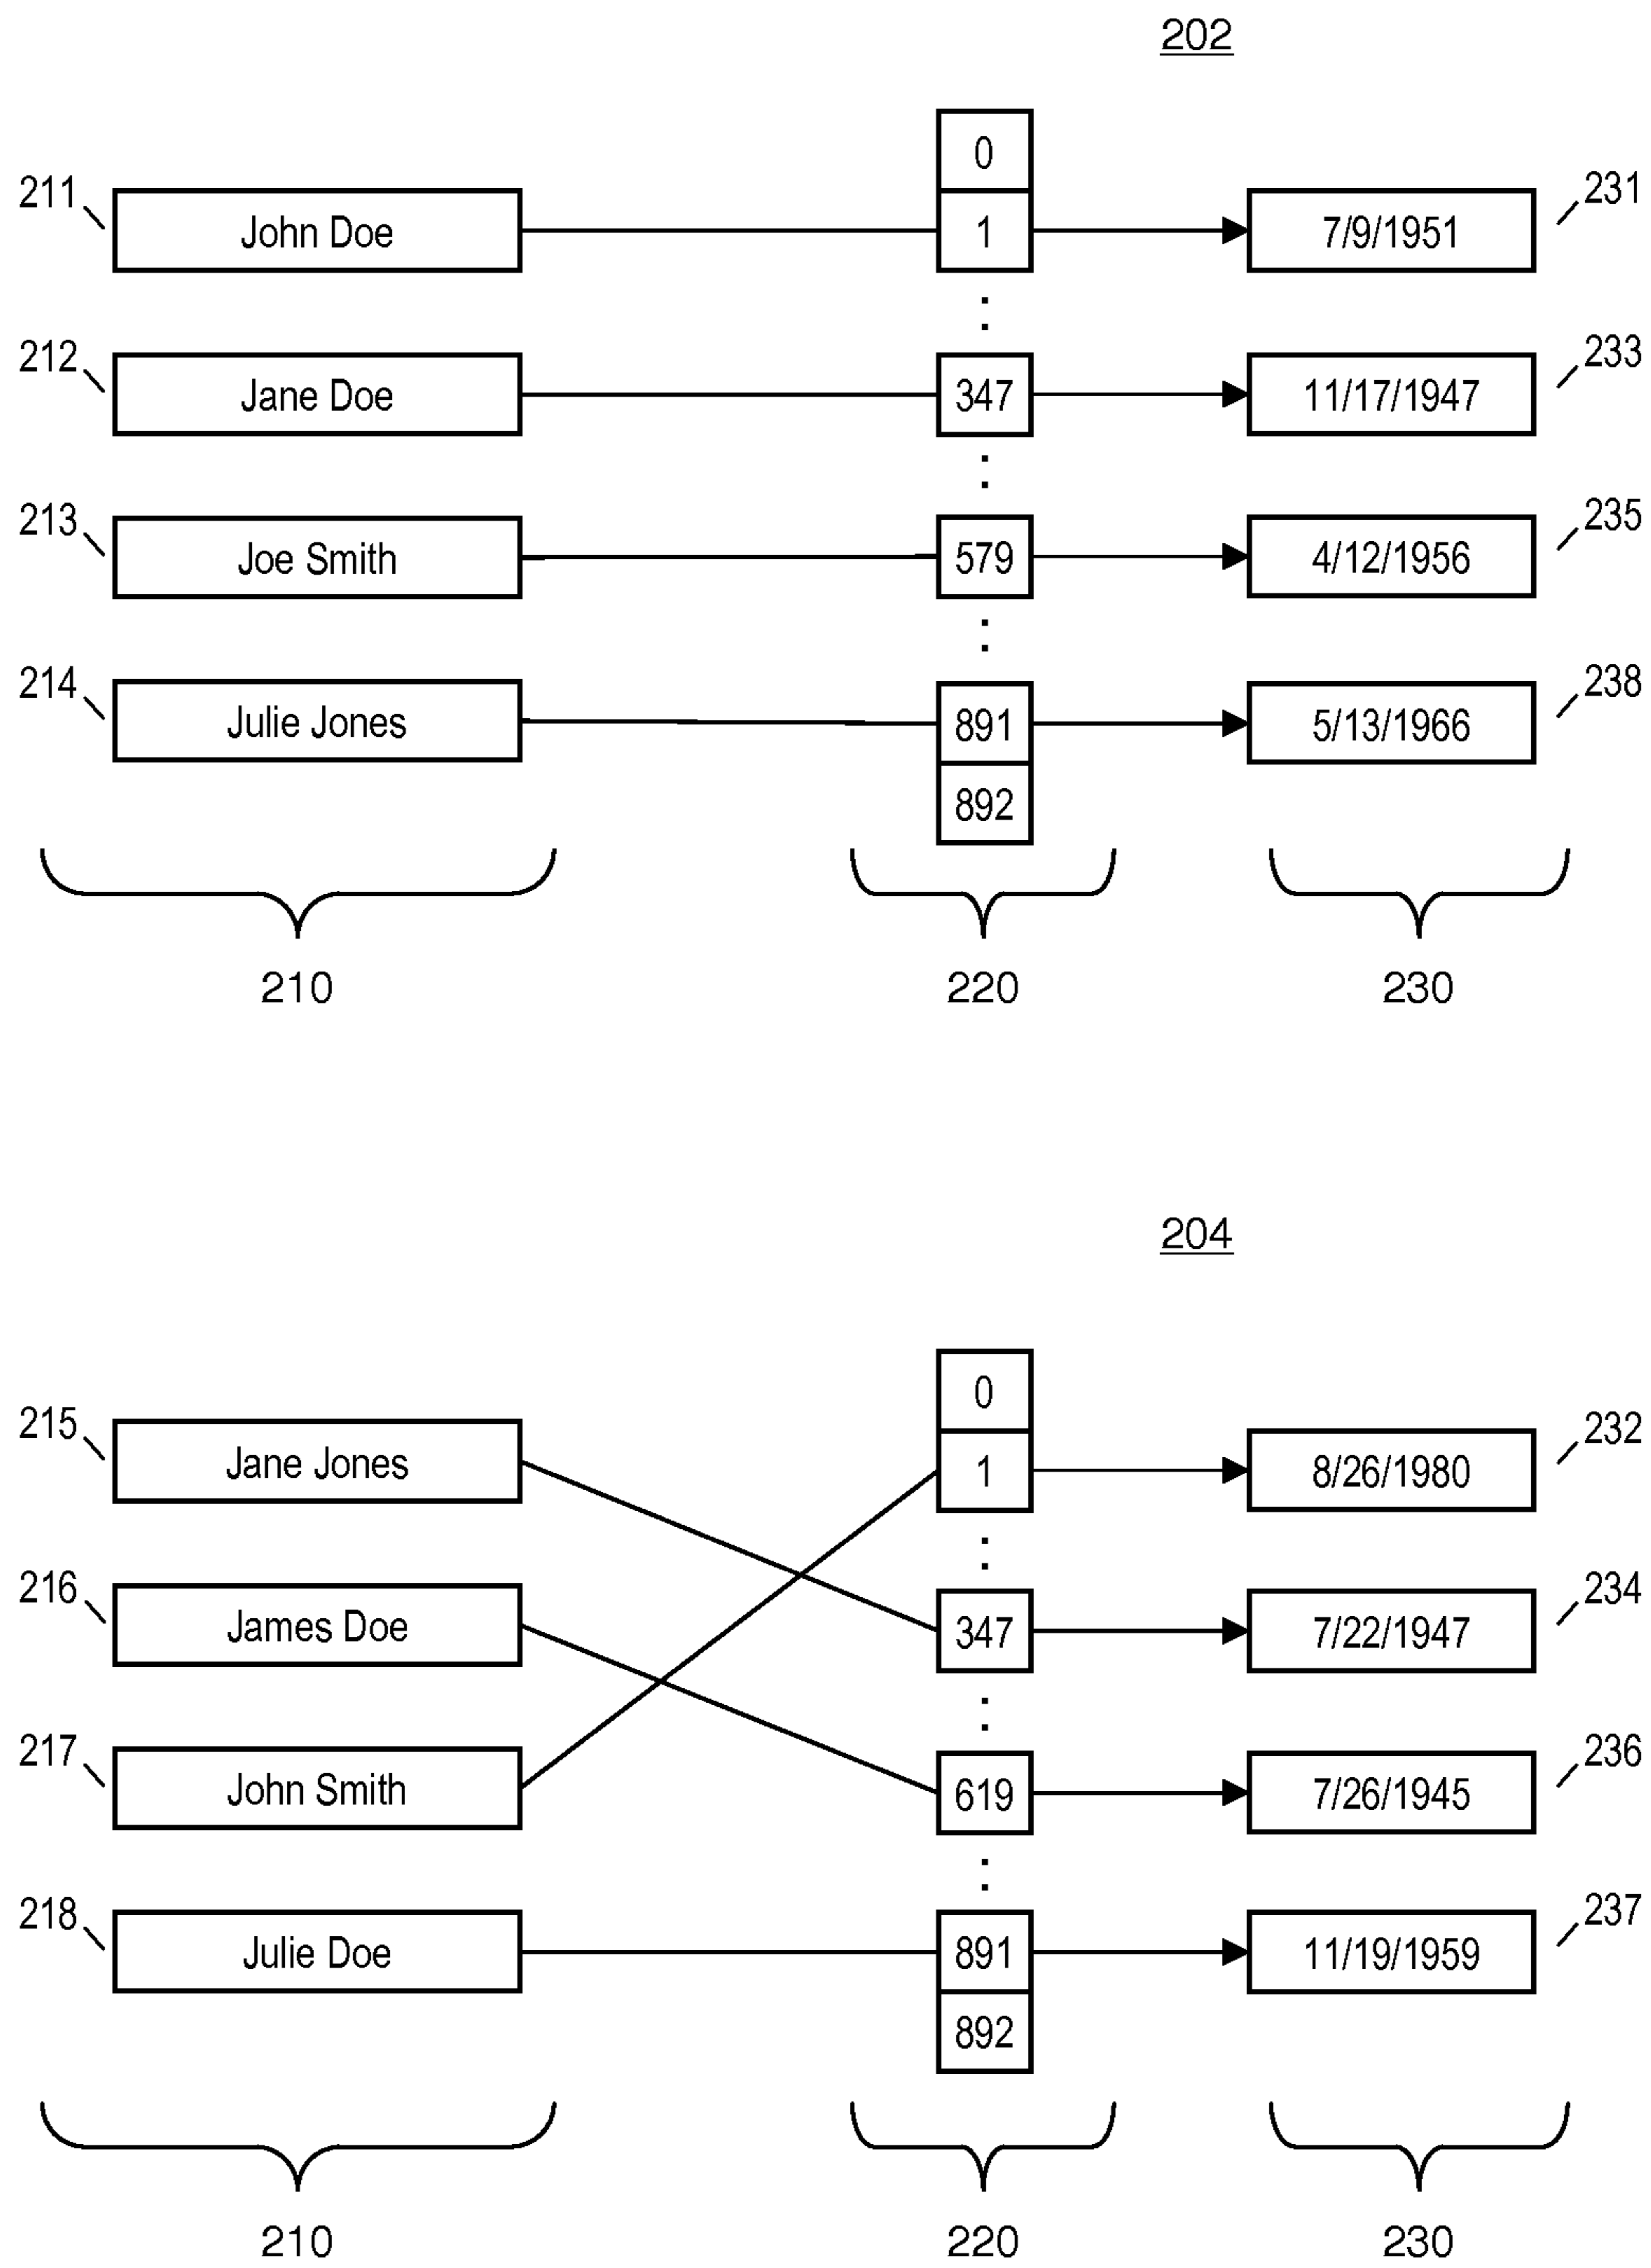 202
0
211 John Doe 1 7/9/1951 231
212 Jane Doe 347 11/17/1947 233
213 Joe Smith 579 4/12/1956 235
214 Julie Jones 891 5/13/1966 238
892
210 220 230
204
0
215 Jane Jones 1 8/26/1980 232
216 James Doe 347 7/22/1947 234
217 John Smith 619 7/26/1945 236
218 Julie Doe 891 11/19/1959 237
892
210 220 230